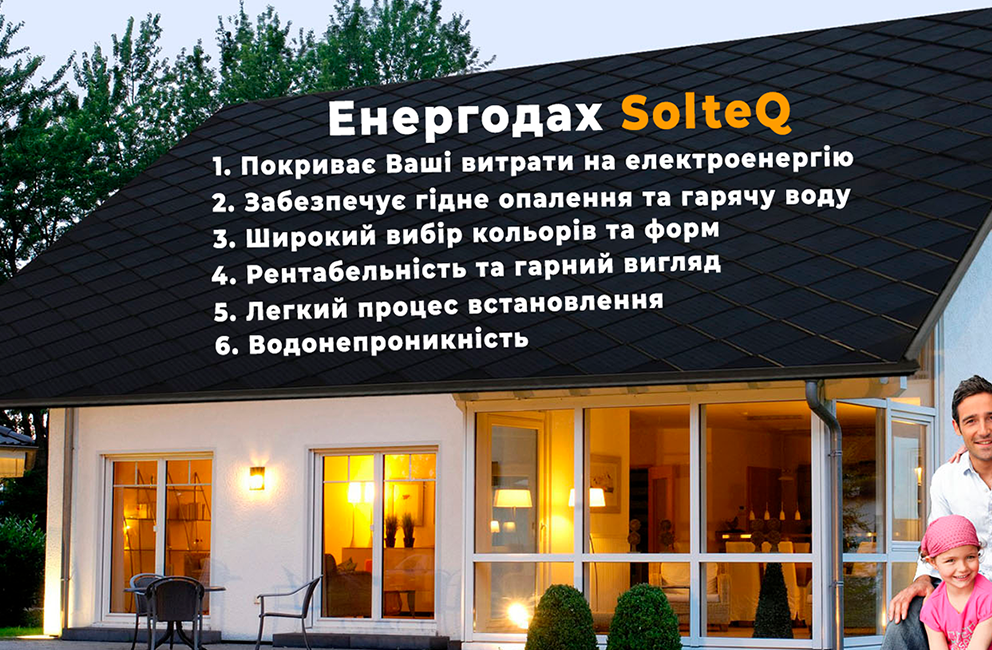 Енергодах SolteQ
1. Покриває Ваші витрати на електроенергію
2. Забезпечує гідне опалення та гарячу воду
3. Широкий вибір кольорів та форм
4. Рентабельність та гарний вигляд
5. Легкий процес встановлення
6. Водонепроникність